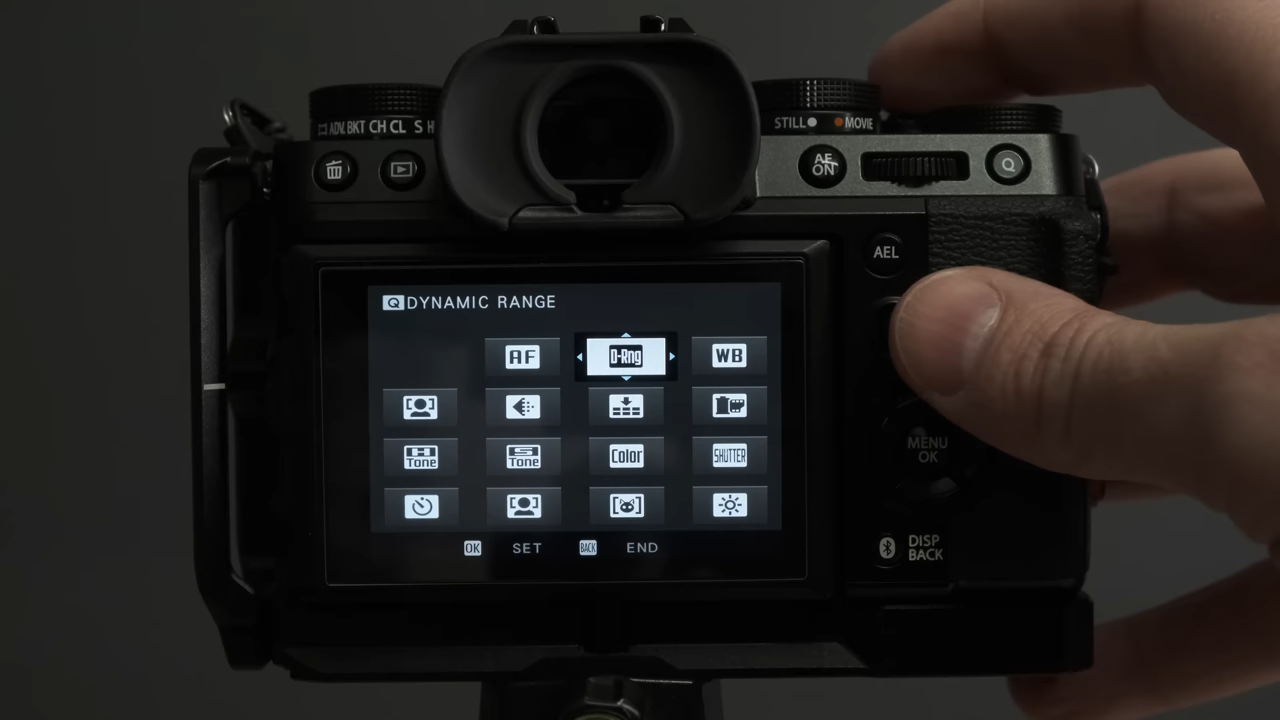 ADV. BKT CH CL S H
STILL MOVIE
AF ON
Q
AEL
Q DYNAMIC RANGE
AF D-Rng WB
H Tone S Tone Color SHUTTER
OK SET BACK END
MENU OK
DISP BACK